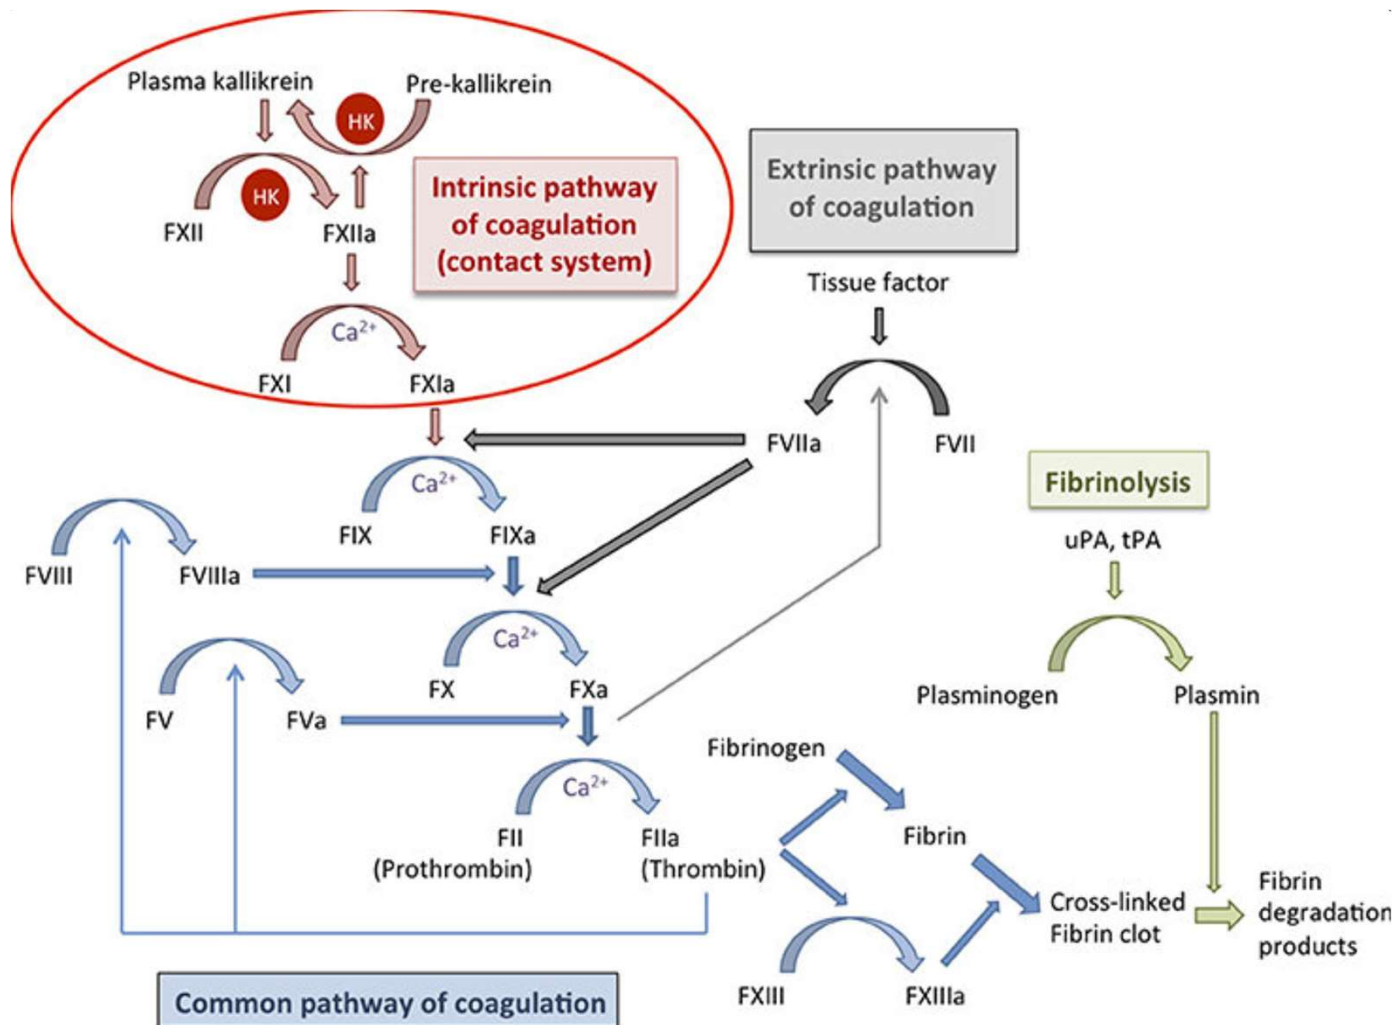 Plasma kallikrein
Pre-kallikrein
HK
HK
FXII
FXIIa
Intrinsic pathway
of coagulation
(contact system)
Ca2+
FXI
FXIa
Extrinsic pathway
of coagulation
Tissue factor
FVIIa
FVII
Ca2+
FIX
FIXa
FVIII
FVIIIa
Ca2+
FX
FXa
FV
FVa
Ca2+
FII
(Prothrombin)
FIIa
(Thrombin)
Fibrinogen
Fibrin
FXIII
FXIIIa
Cross-linked
Fibrin clot
Fibrinolysis
uPA, tPA
Plasminogen
Plasmin
Fibrin
degradation
products
Common pathway of coagulation